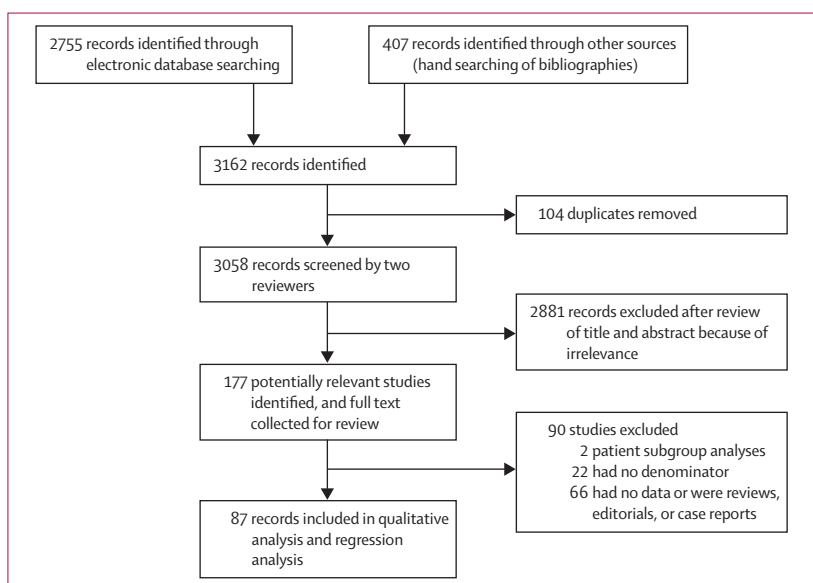 2755 records identified through
electronic database searching
407 records identified through other sources
(hand searching of bibliographies)
3162 records identified
104 duplicates removed
3058 records screened by two
reviewers
2881 records excluded after review
of title and abstract because of
irrelevance
177 potentially relevant studies
identified, and full text
collected for review
90 studies excluded
2 patient subgroup analyses
22 had no denominator
66 had no data or were reviews,
editorials, or case reports
87 records included in qualitative
analysis and regression
analysis